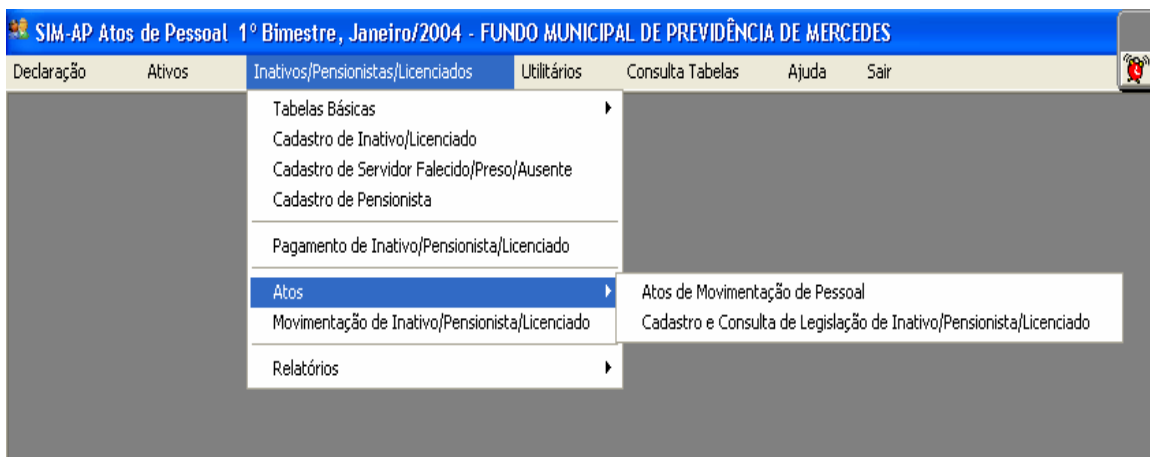 SIM-AP Atos de Pessoal 1º Bimestre, Janeiro/2004 - FUNDO MUNICIPAL DE PREVIDÊNCIA DE MERCEDES
Declaração Ativos Inativos/Pensionistas/Licenciados Utilitários Consulta Tabelas Ajuda Sair
Tabelas Básicas
Cadastro de Inativo/Licenciado
Cadastro de Servidor Falecido/Preso/Ausente
Cadastro de Pensionista
Pagamento de Inativo/Pensionista/Licenciado
Atos
Movimentação de Inativo/Pensionista/Licenciado
Relatórios
Atos de Movimentação de Pessoal
Cadastro e Consulta de Legislação de Inativo/Pensionista/Licenciado